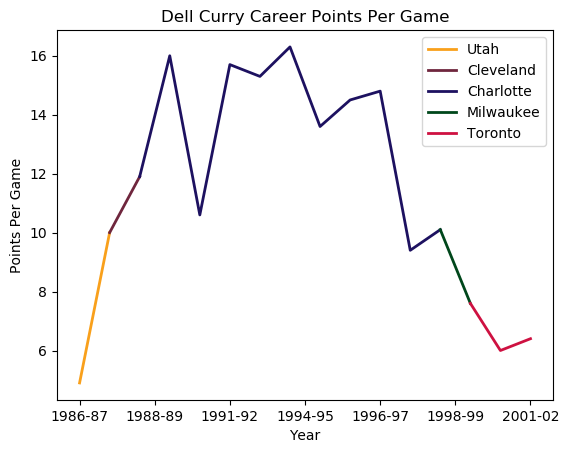 Dell Curry Career Points Per Game
Utah
Cleveland
Charlotte
Milwaukee
Toronto
16
14
12
10
8
6
Points Per Game
1986-87 1988-89 1991-92 1994-95 1996-97 1998-99 2001-02
Year